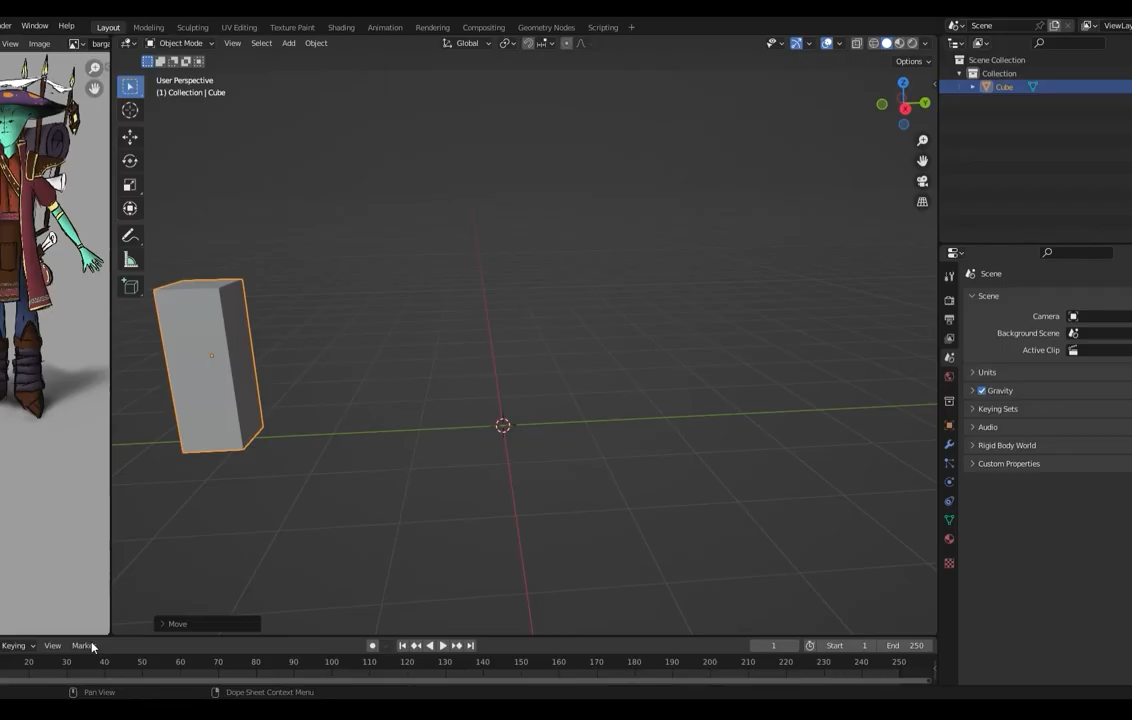 der Window Help Layout Modeling Sculpting UV Editing Texture Paint Shading Animation Rendering Compositing Geometry Nodes Scripting + Scene ViewLay
View Image barga Object Mode View Select Add Object Global
Options
User Perspective
(1) Collection | Cube
Z
Y
X
Scene Collection
Collection
Cube
Scene
Scene
Camera
Background Scene
Active Clip
Units
Gravity
Keying Sets
Audio
Rigid Body World
Custom Properties
Move
Keying View Mark 1 Start 1 End 250
20 30 40 50 60 70 80 90 100 110 120 130 140 150 160 170 180 190 200 210 220 230 240 250
Pan View Dope Sheet Context Menu